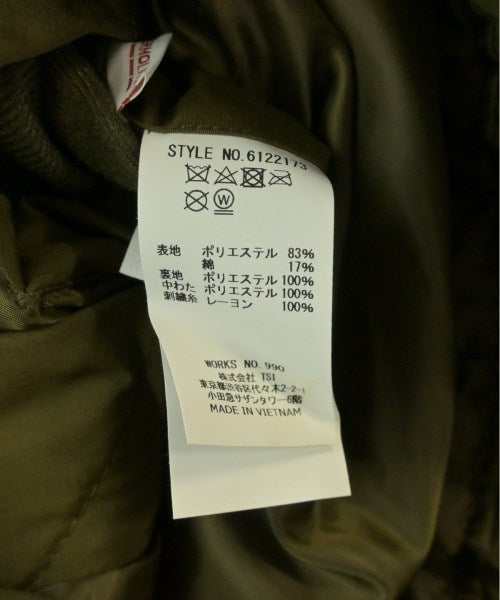 STYLE NO.6122173
W
表地 ポリエステル 83%
綿 17%
裏地 ポリエステル 100%
中わた ポリエステル 100%
刺繍糸 レーヨン 100%
WORKS NO.990
株式会社 TSI
東京都渋谷区代々木2-2-1
小田急サザンタワー6階
MADE IN VIETNAM